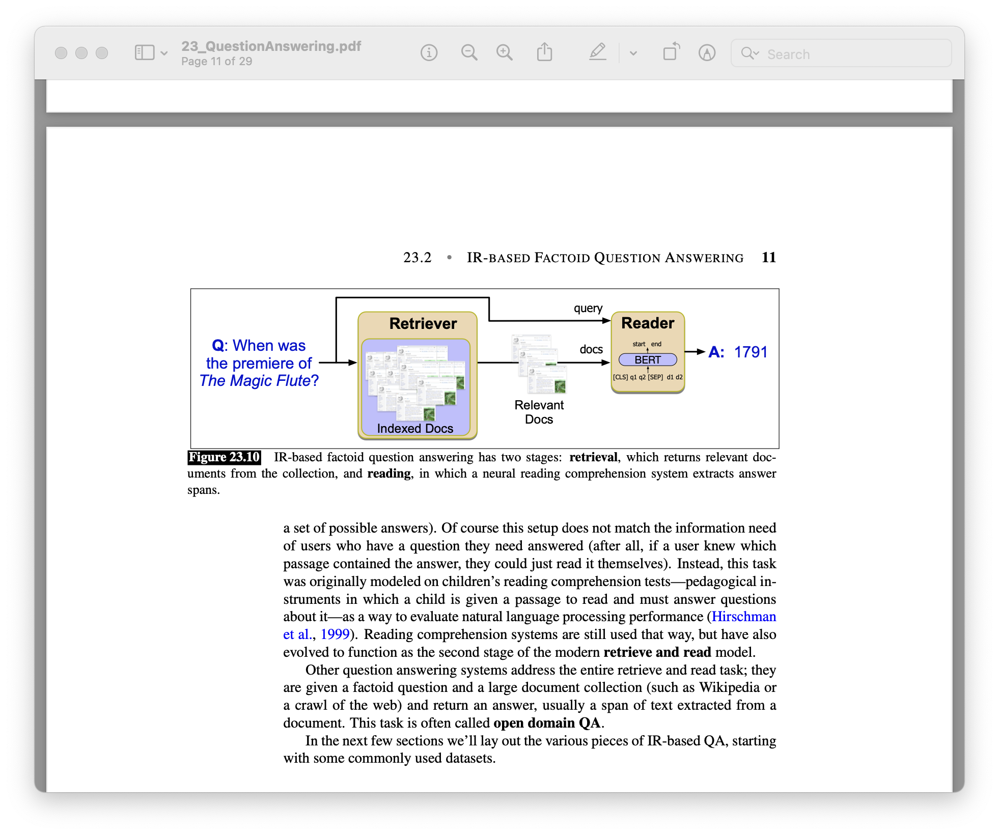 23_QuestionAnswering.pdf
Page 11 of 29
Search
23.2 • IR-BASED FACTOID QUESTION ANSWERING 11
Q: When was
the premiere of
The Magic Flute?
Retriever
Indexed Docs
query
docs
Relevant
Docs
Reader
start end
BERT
[CLS] q1 q2 [SEP] d1 d2
A: 1791
Figure 23.10 IR-based factoid question answering has two stages: retrieval, which returns relevant doc-
uments from the collection, and reading, in which a neural reading comprehension system extracts answer
spans.
a set of possible answers). Of course this setup does not match the information need
of users who have a question they need answered (after all, if a user knew which
passage contained the answer, they could just read it themselves). Instead, this task
was originally modeled on children’s reading comprehension tests—pedagogical in-
struments in which a child is given a passage to read and must answer questions
about it—as a way to evaluate natural language processing performance (Hirschman
et al., 1999). Reading comprehension systems are still used that way, but have also
evolved to function as the second stage of the modern retrieve and read model.
Other question answering systems address the entire retrieve and read task; they
are given a factoid question and a large document collection (such as Wikipedia or
a crawl of the web) and return an answer, usually a span of text extracted from a
document. This task is often called open domain QA.
In the next few sections we’ll lay out the various pieces of IR-based QA, starting
with some commonly used datasets.